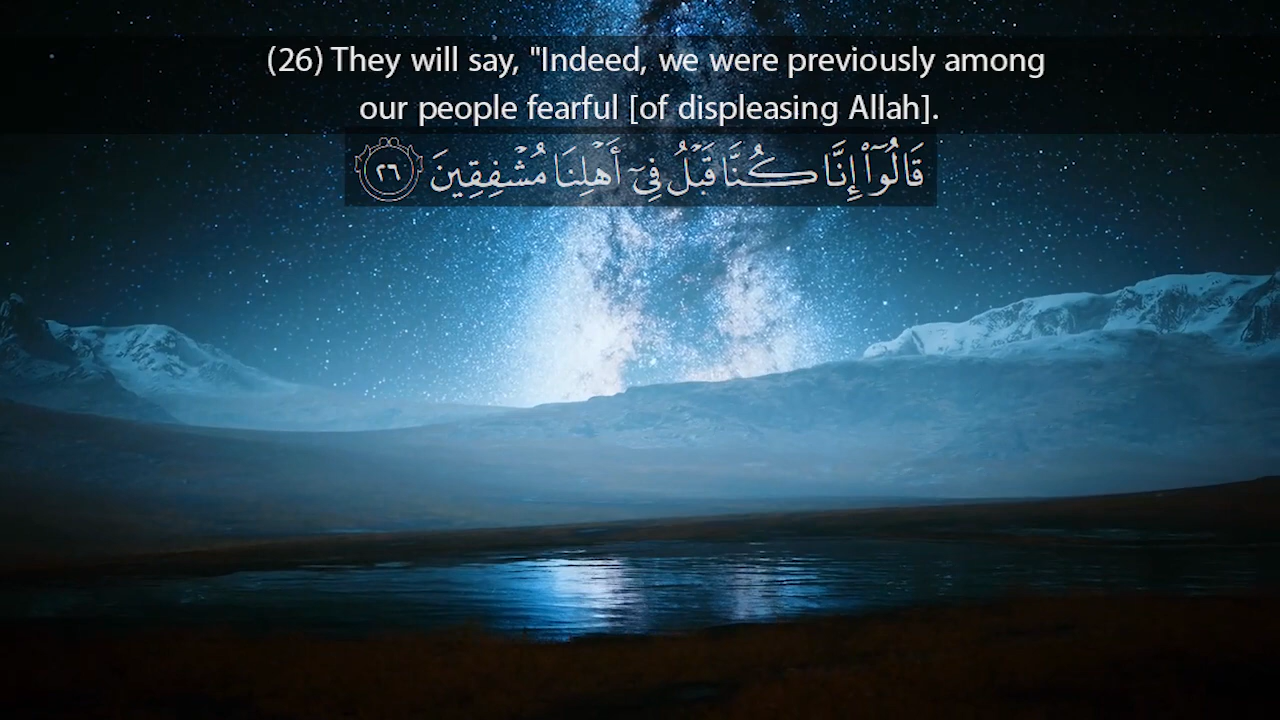 (26) They will say, "Indeed, we were previously among
our people fearful [of displeasing Allah].
قَالُوٓا۟ إِنَّا كُنَّا قَبْلُ فِىٓ أَهْلِنَا مُشْفِقِينَ ٢٦